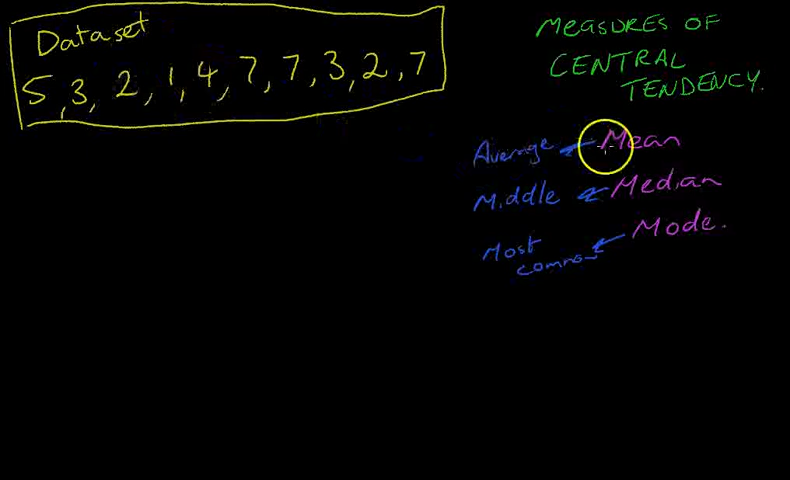 Dataset
5, 3, 2, 1, 4, 7, 7, 3, 2, 7
MEASURES OF
CENTRAL
TENDENCY.
Average Mean
Middle Median
Mode.
Most
common